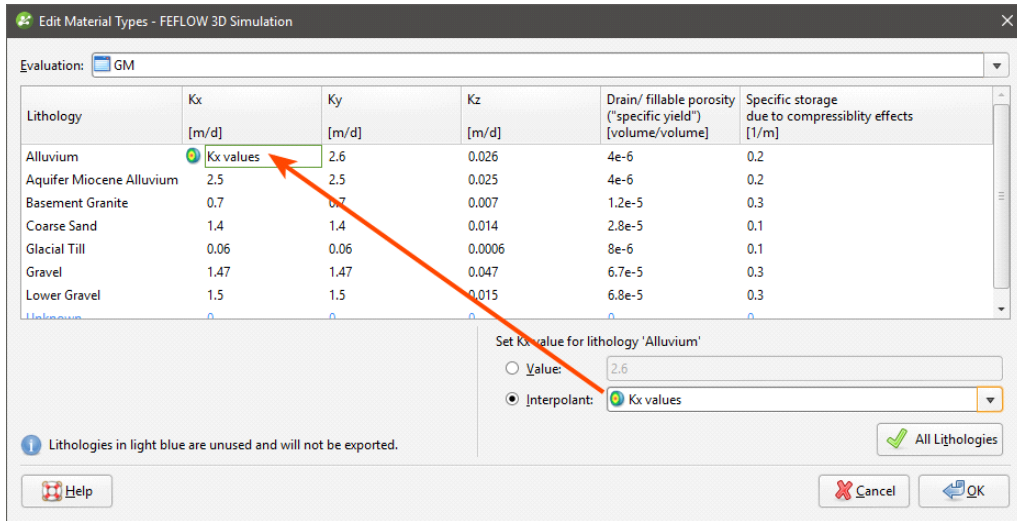 Edit Material Types - FEFLOW 3D Simulation
Evaluation: GM
Lithology Kx [m/d] Ky [m/d] Kz [m/d] Drain/ fillable porosity ("specific yield") [volume/volume] Specific storage due to compressiblity effects [1/m]
Alluvium Kx values 2.6 0.026 4e-6 0.2
Aquifer Miocene Alluvium 2.5 2.5 0.025 4e-6 0.2
Basement Granite 0.7 0.7 0.007 1.2e-5 0.3
Coarse Sand 1.4 1.4 0.014 2.8e-5 0.1
Glacial Till 0.06 0.06 0.0006 8e-6 0.1
Gravel 1.47 1.47 0.047 6.7e-5 0.3
Lower Gravel 1.5 1.5 0.015 6.8e-5 0.3
Unknown 0 0 0 0 0
Set Kx value for lithology 'Alluvium'
Value: 2.6
Interpolant: Kx values
All Lithologies
Lithologies in light blue are unused and will not be exported.
Help Cancel OK